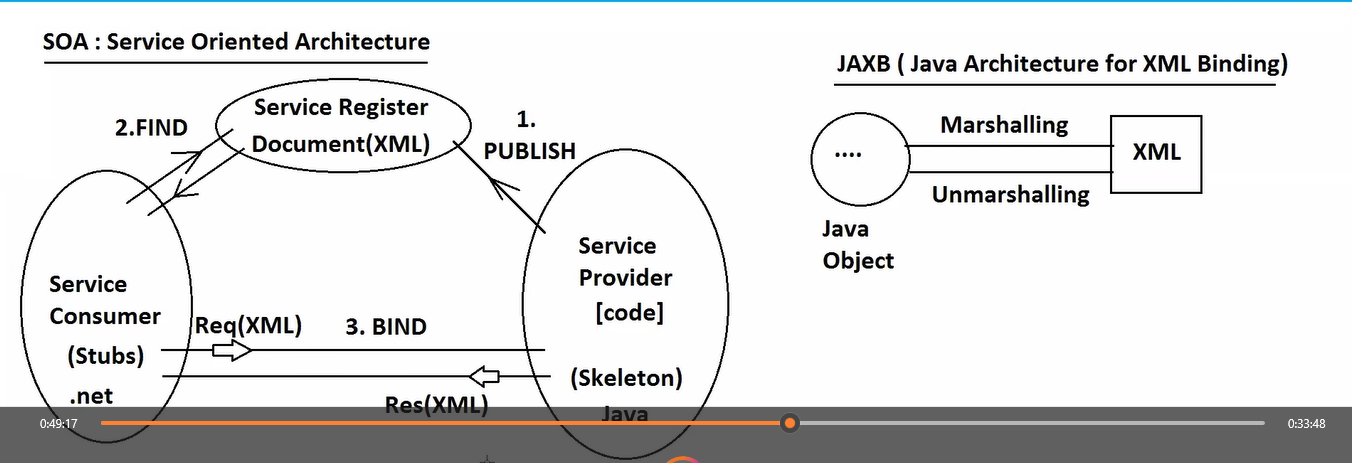 SOA : Service Oriented Architecture
JAXB ( Java Architecture for XML Binding)
Service Register
Document(XML)
2.FIND
1.
PUBLISH
Service
Consumer
(Stubs)
.net
Req(XML)
3. BIND
Res(XML)
Service
Provider
[code]
(Skeleton)
Java
Marshalling
....
XML
Unmarshalling
Java
Object
0:49:17
0:33:48